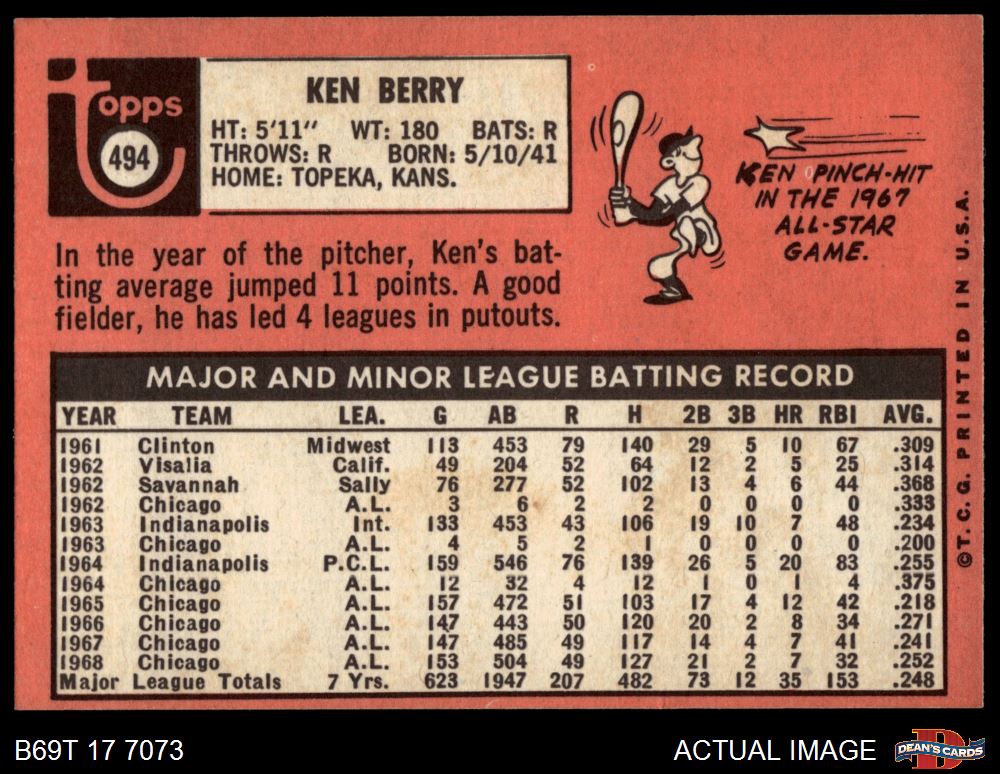 Topps
494
KEN BERRY
HT: 5'11" WT: 180 BATS: R
THROWS: R BORN: 5/10/41
HOME: TOPEKA, KANS.
KEN PINCH-HIT
IN THE 1967
ALL-STAR
GAME.
In the year of the pitcher, Ken's bat-
ting average jumped 11 points. A good
fielder, he has led 4 leagues in putouts.
MAJOR AND MINOR LEAGUE BATTING RECORD
YEAR TEAM LEA. G AB R H 2B 3B HR RBI AVG.
1961 Clinton Midwest 113 453 79 140 29 5 10 67 .309
1962 Visalia Calif. 49 204 52 64 12 2 5 25 .314
1962 Savannah Sally 76 277 52 102 13 4 6 44 .368
1962 Chicago A.L. 3 6 2 2 0 0 0 0 .333
1963 Indianapolis Int. 133 453 43 106 19 10 7 48 .234
1963 Chicago A.L. 4 5 2 1 0 0 0 0 .200
1964 Indianapolis P.C.L. 159 546 76 139 26 5 20 83 .255
1964 Chicago A.L. 12 32 4 12 1 0 1 4 .375
1965 Chicago A.L. 157 472 51 103 17 4 12 42 .218
1966 Chicago A.L. 147 443 50 120 20 2 8 34 .271
1967 Chicago A.L. 147 485 49 117 14 4 7 41 .241
1968 Chicago A.L. 153 504 49 127 21 2 7 32 .252
Major League Totals 7 Yrs. 623 1947 207 482 73 12 35 153 .248
©T. C. G. PRINTED IN U.S.A.
B69T 17 7073
ACTUAL IMAGE
D
DEAN'S CARDS